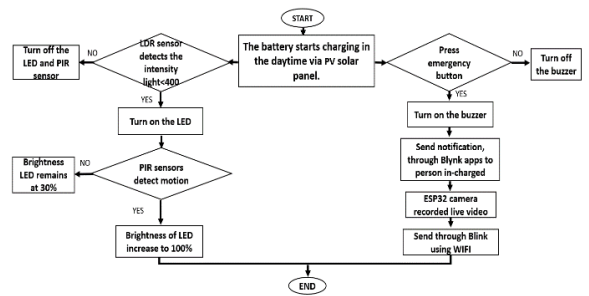 START
The battery starts charging in
the daytime via PV solar
panel.
LDR sensor
detects the
intensity
light<400
NO
Turn off the
LED and PIR
sensor
YES
Turn on the LED
PIR sensors
detect motion
NO
Brightness
LED remains
at 30%
YES
Brightness of LED
increase to 100%
Press
emergency
button
NO
Turn off
the buzzer
YES
Turn on the buzzer
Send notification,
through Blynk apps to
person in-charged
ESP32 camera
recorded live video
Send through Blink
using WIFI
END